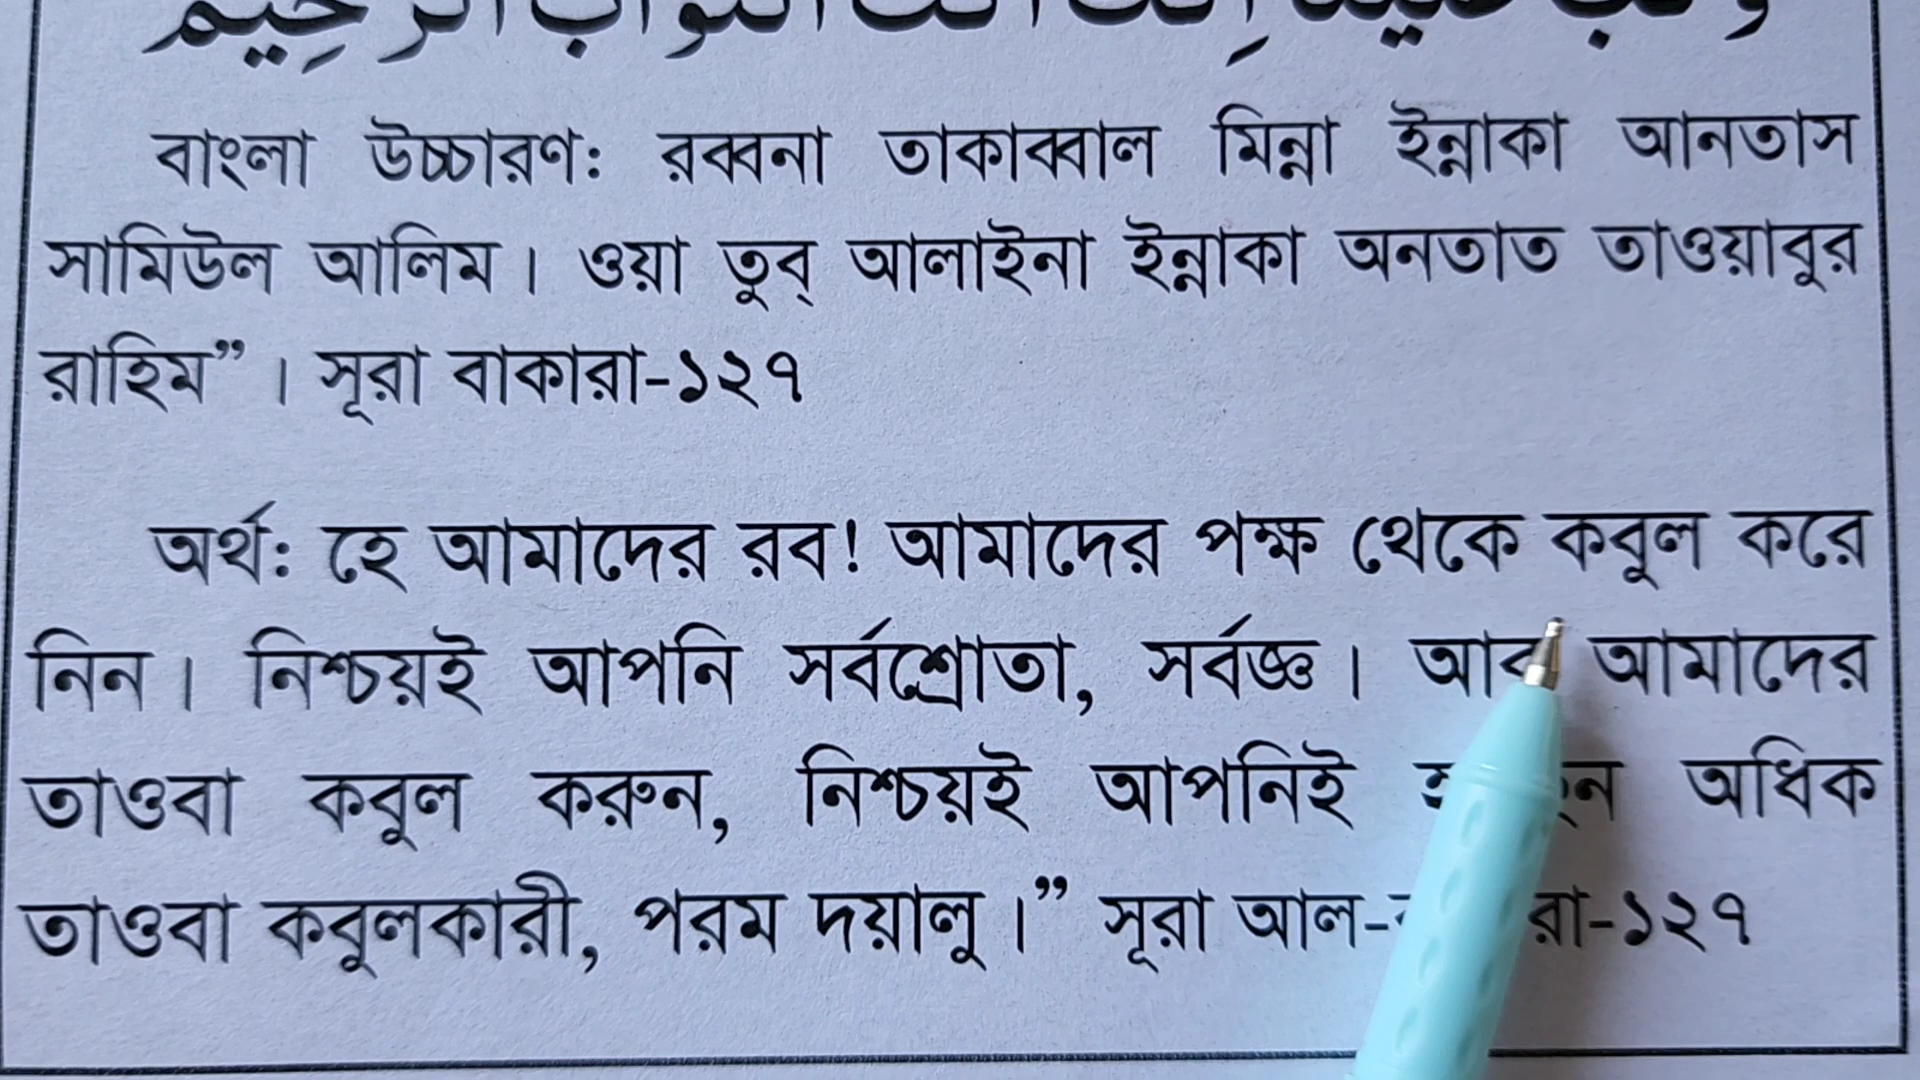 বাংলা উচ্চারণ: রব্বনা তাকাব্বাল মিন্না ইন্নাকা আনতাস
সামিউল আলিম। ওয়া তুব্ আলাইনা ইন্নাকা অনতাত তাওয়াবুর
রাহিম”। সূরা বাকারা-১২৭
অর্থ: হে আমাদের রব! আমাদের পক্ষ থেকে কবুল করে
নিন। নিশ্চয়ই আপনি সর্বশ্রোতা, সর্বজ্ঞ। আর আমাদের
তাওবা কবুল করুন, নিশ্চয়ই আপনিই অধিক
তাওবা কবুলকারী, পরম দয়ালু।” সূরা আল-১২৭